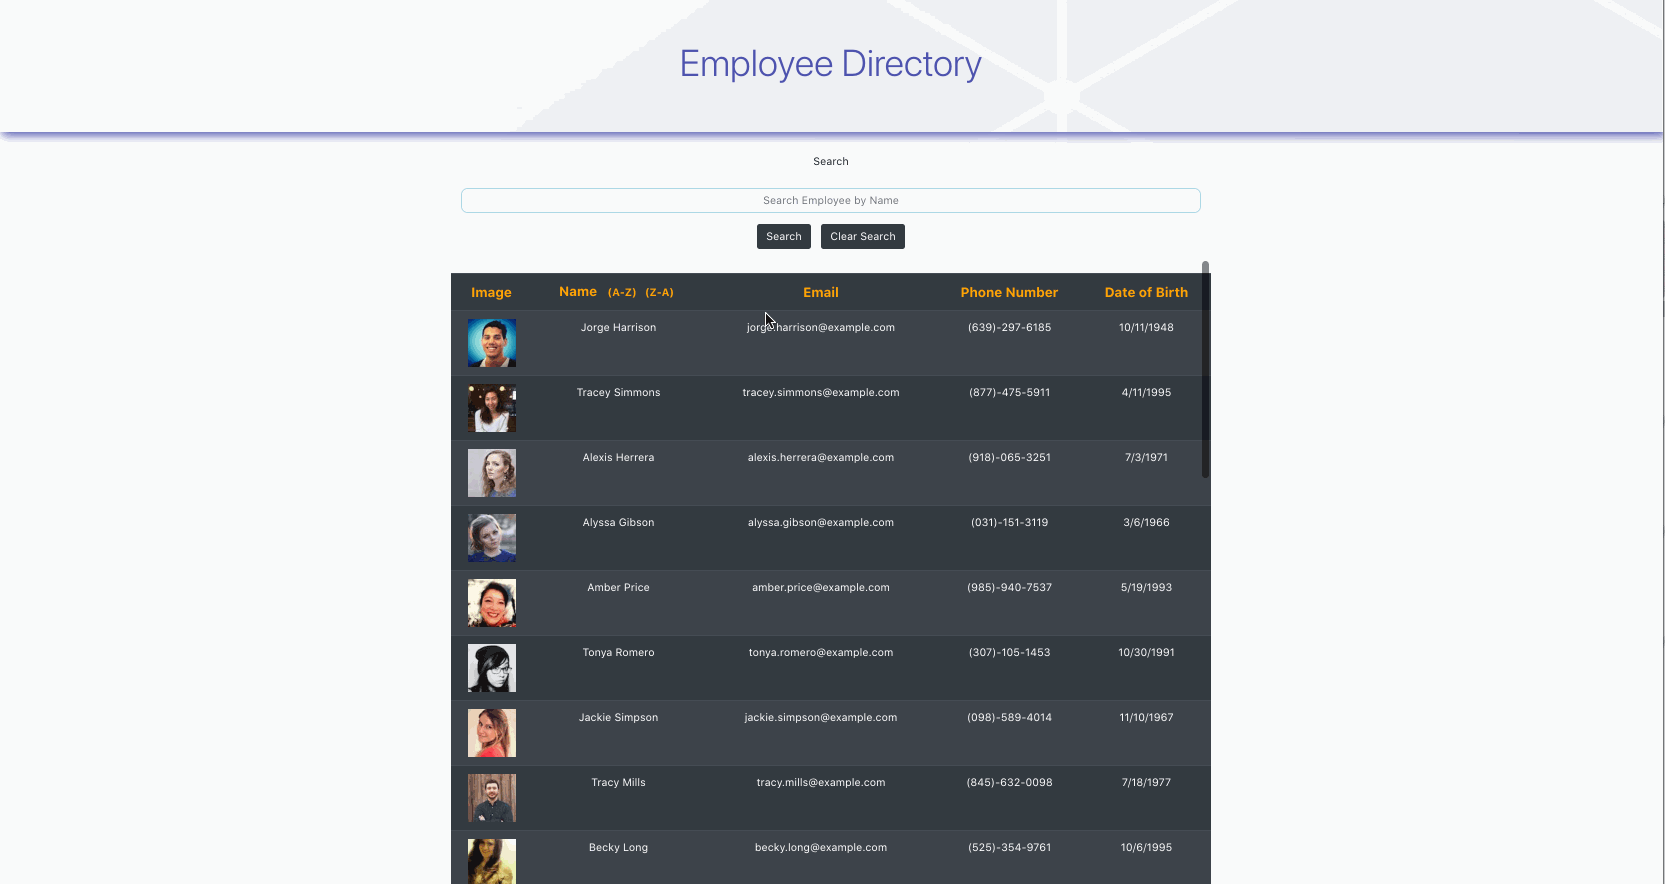 Employee Directory
Search
Search Employee by Name
Search Clear Search
Image Name (A-Z) (Z-A) Email Phone Number Date of Birth
Jorge Harrison jorge.harrison@example.com (639)-297-6185 10/11/1948
Tracey Simmons tracey.simmons@example.com (877)-475-5911 4/11/1995
Alexis Herrera alexis.herrera@example.com (918)-065-3251 7/3/1971
Alyssa Gibson alyssa.gibson@example.com (031)-151-3119 3/6/1966
Amber Price amber.price@example.com (985)-940-7537 5/19/1993
Tonya Romero tonya.romero@example.com (307)-105-1453 10/30/1991
Jackie Simpson jackie.simpson@example.com (098)-589-4014 11/10/1967
Tracy Mills tracy.mills@example.com (845)-632-0098 7/18/1977
Becky Long becky.long@example.com (525)-354-9761 10/6/1995